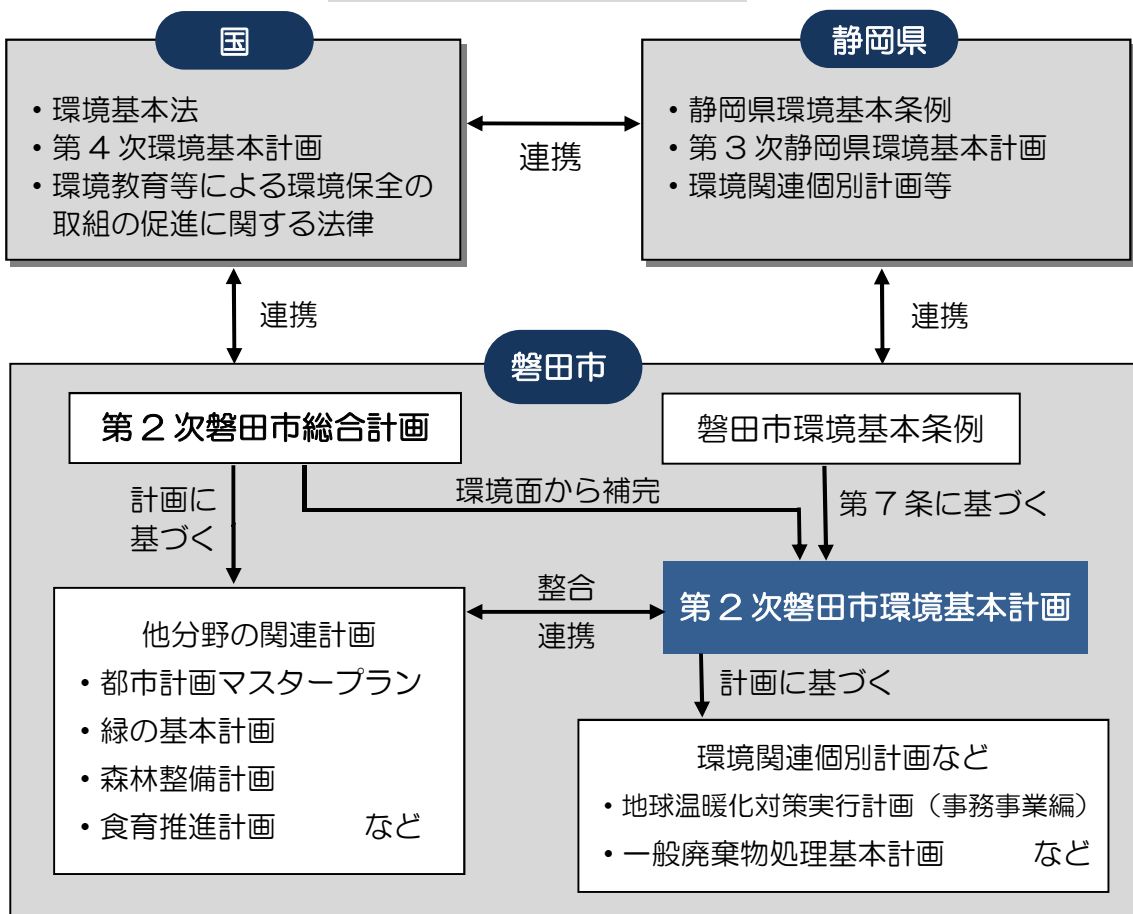 国
・環境基本法
・第4次環境基本計画
・環境教育等による環境保全の
取組の促進に関する法律
連携
静岡県
・静岡県環境基本条例
・第3次静岡県環境基本計画
・環境関連個別計画等
連携
連携
磐田市
第2次磐田市総合計画
磐田市環境基本条例
計画に
基づく
環境面から補完
第7条に基づく
他分野の関連計画
・都市計画マスタープラン
・緑の基本計画
・森林整備計画
・食育推進計画　　など
整合
連携
第2次磐田市環境基本計画
計画に基づく
環境関連個別計画など
・地球温暖化対策実行計画（事務事業編）
・一般廃棄物処理基本計画　　など